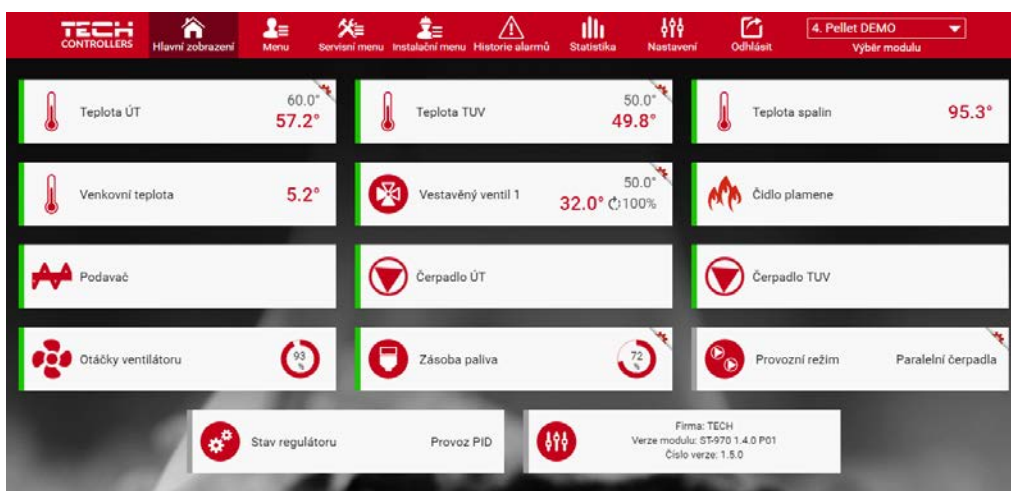 TECH
CONTROLLERS
Hlavní zobrazení
Menu
Servisní menu
Instalační menu
Historie alarmů
Statistika
Nastavení
Odhlásit
4. Pellet DEMO
Výběr modulu
Teplota ÚT
60.0°
57.2°
Teplota TUV
50.0°
49.8°
Teplota spalin
95.3°
Venkovní teplota
5.2°
Vestavěný ventil 1
50.0°
32.0° 100%
Čidlo plamene
Podavač
Čerpadlo ÚT
Čerpadlo TUV
Otáčky ventilátoru
93
%
Zásoba paliva
72
%
Provozní režim
Paralelní čerpadla
Stav regulátoru
Provoz PID
Firma: TECH
Verze modulu: ST-970 1.4.0 P01
Číslo verze: 1.5.0